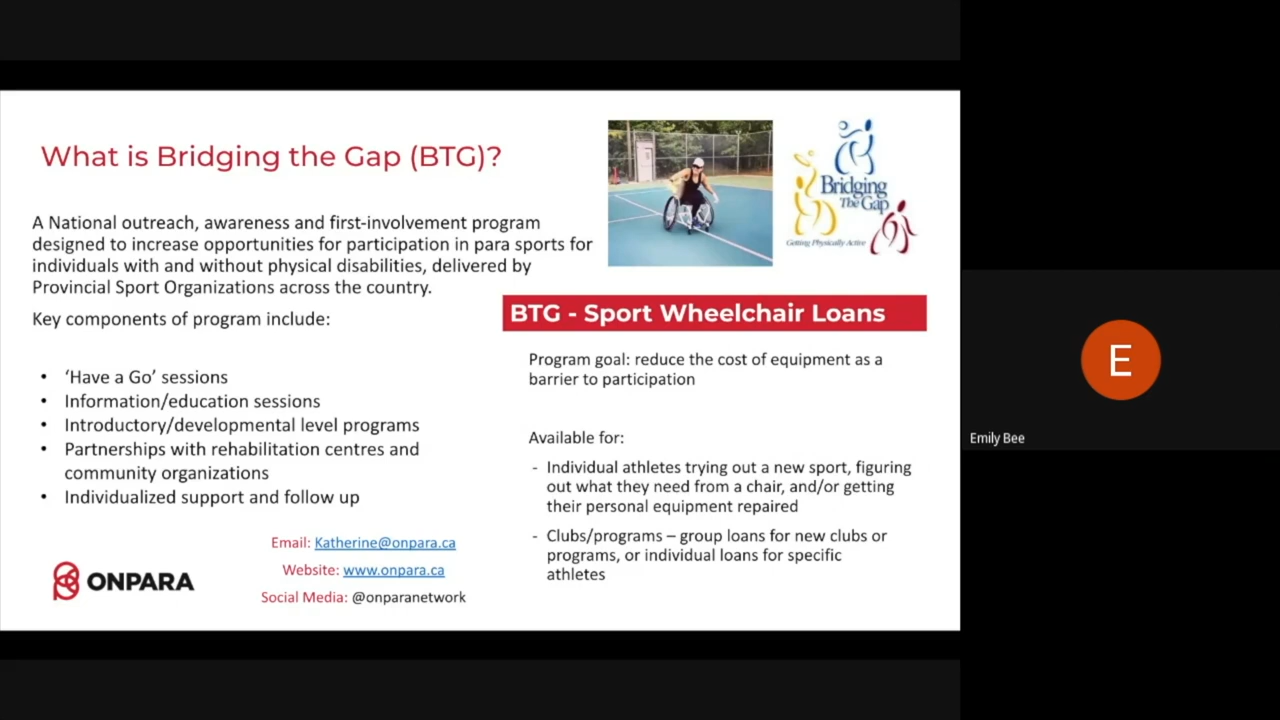 What is Bridging the Gap (BTG)?
A National outreach, awareness and first-involvement program
designed to increase opportunities for participation in para sports for
individuals with and without physical disabilities, delivered by
Provincial Sport Organizations across the country.
Key components of program include:
• ‘Have a Go’ sessions
• Information/education sessions
• Introductory/developmental level programs
• Partnerships with rehabilitation centres and
community organizations
• Individualized support and follow up
Email: Katherine@onpara.ca
Website: www.onpara.ca
Social Media: @onparanetwork
ONPARA
Bridging
The Gap
Getting Physically Active
BTG - Sport Wheelchair Loans
Program goal: reduce the cost of equipment as a
barrier to participation
Available for:
- Individual athletes trying out a new sport, figuring
out what they need from a chair, and/or getting
their personal equipment repaired
- Clubs/programs – group loans for new clubs or
programs, or individual loans for specific
athletes
E
Emily Bee